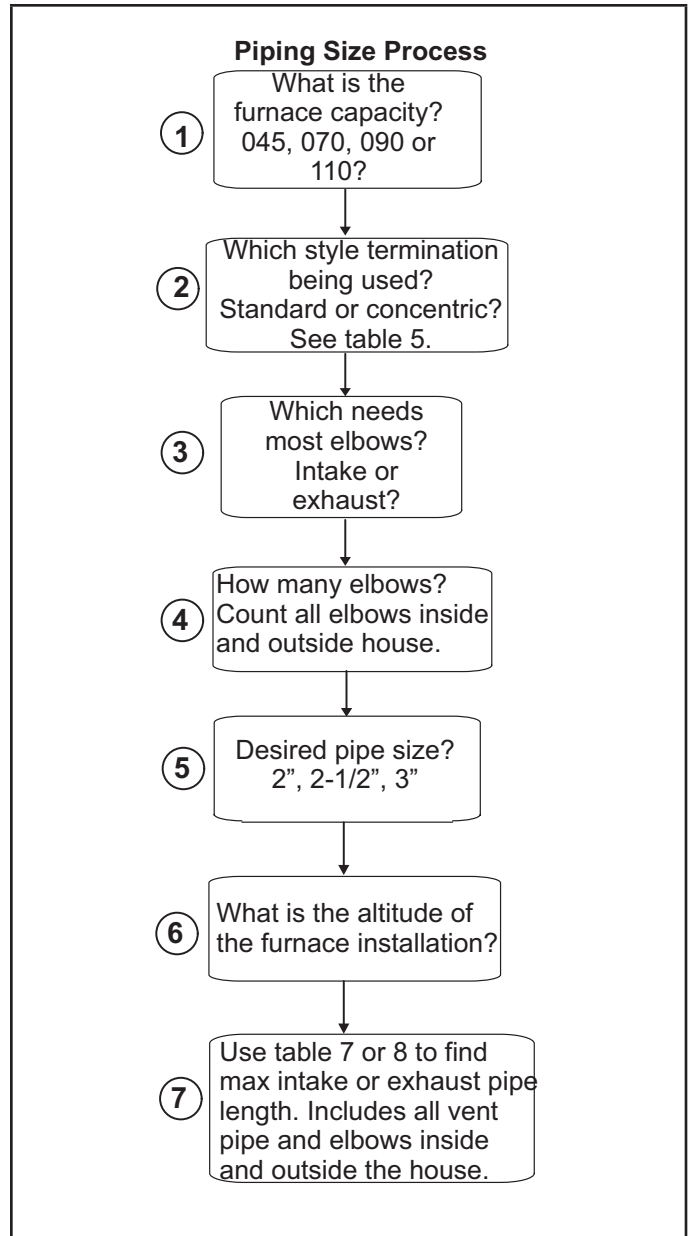 Piping Size Process
1
What is the
furnace capacity?
045, 070, 090 or
110?
2
Which style termination
being used?
Standard or concentric?
See table 5.
3
Which needs
most elbows?
Intake or
exhaust?
4
How many elbows?
Count all elbows inside
and outside house.
5
Desired pipe size?
2”, 2-1/2”, 3”
6
What is the altitude of
the furnace installation?
7
Use table 7 or 8 to find
max intake or exhaust pipe
length. Includes all vent
pipe and elbows inside
and outside the house.